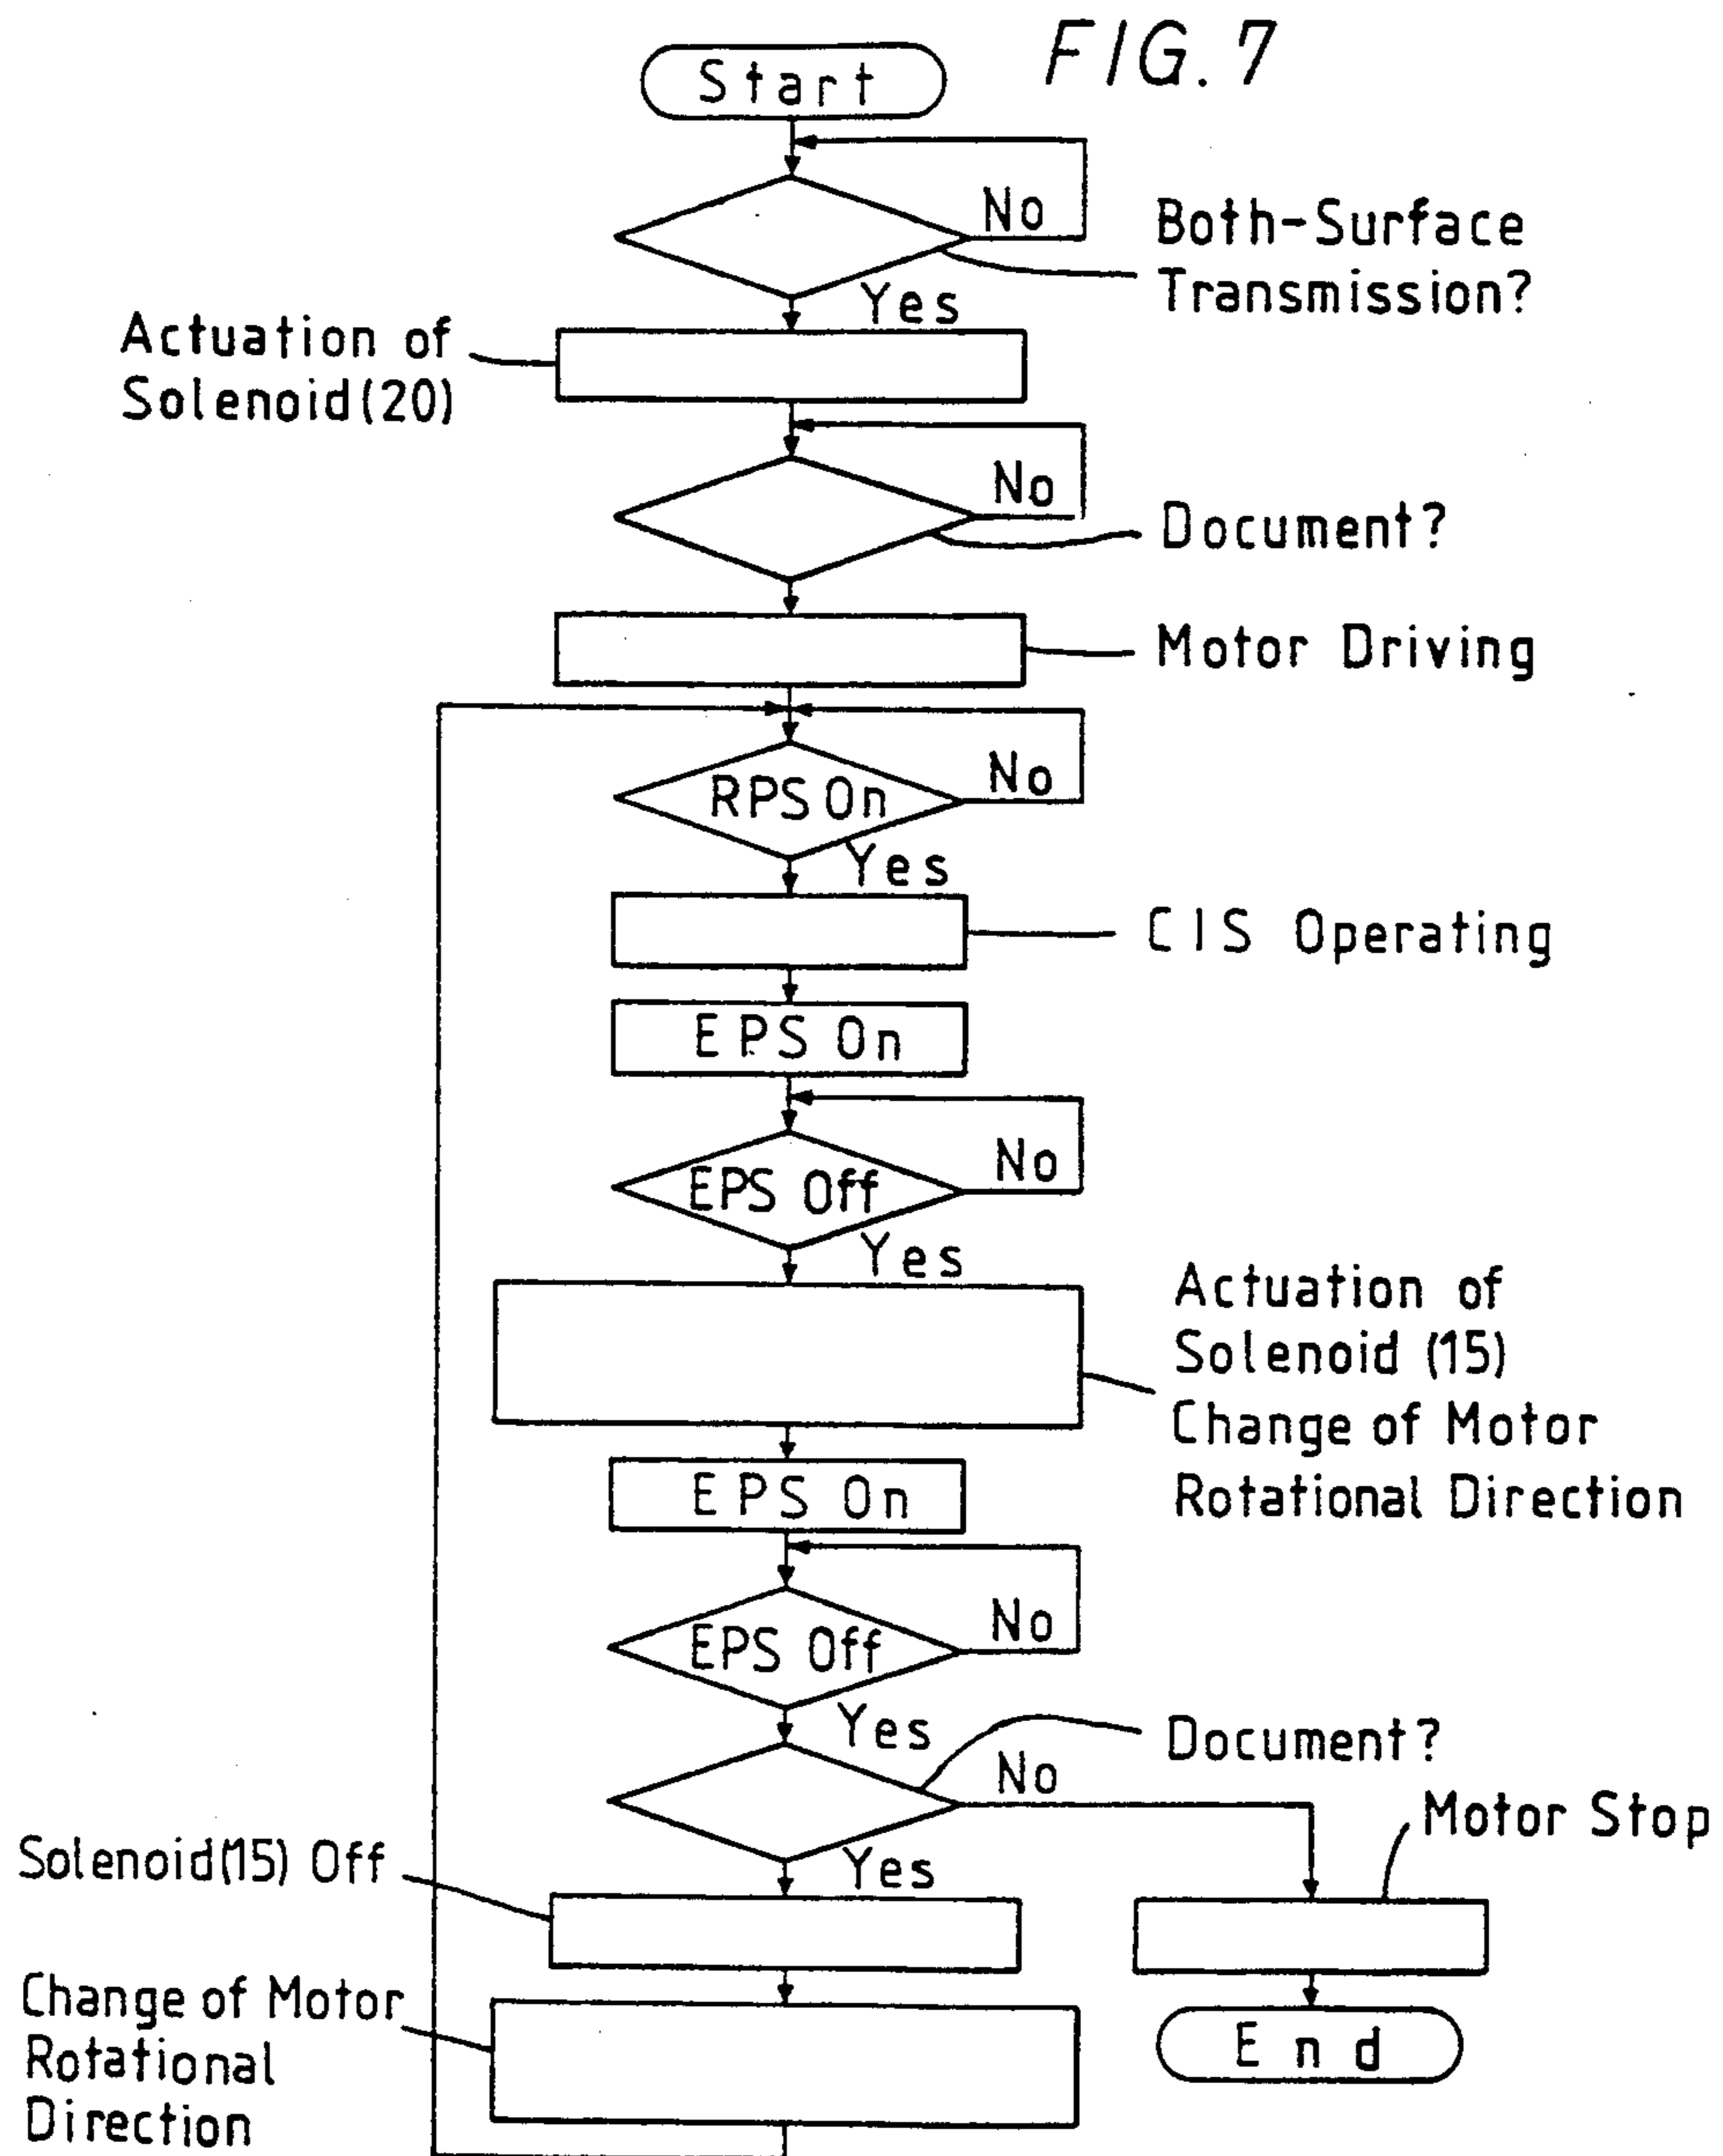 FIG. 7
Start
No
Both-Surface
Transmission?
Yes
Actuation of
Solenoid(20)
No
Document?
Motor Driving
RPS On
No
Yes
CIS Operating
EPS On
EPS Off
No
Yes
Actuation of
Solenoid (15)
Change of Motor
Rotational Direction
EPS On
EPS Off
No
Yes
Document?
No
Motor Stop
Yes
Solenoid(15) Off
Change of Motor
Rotational
Direction
End